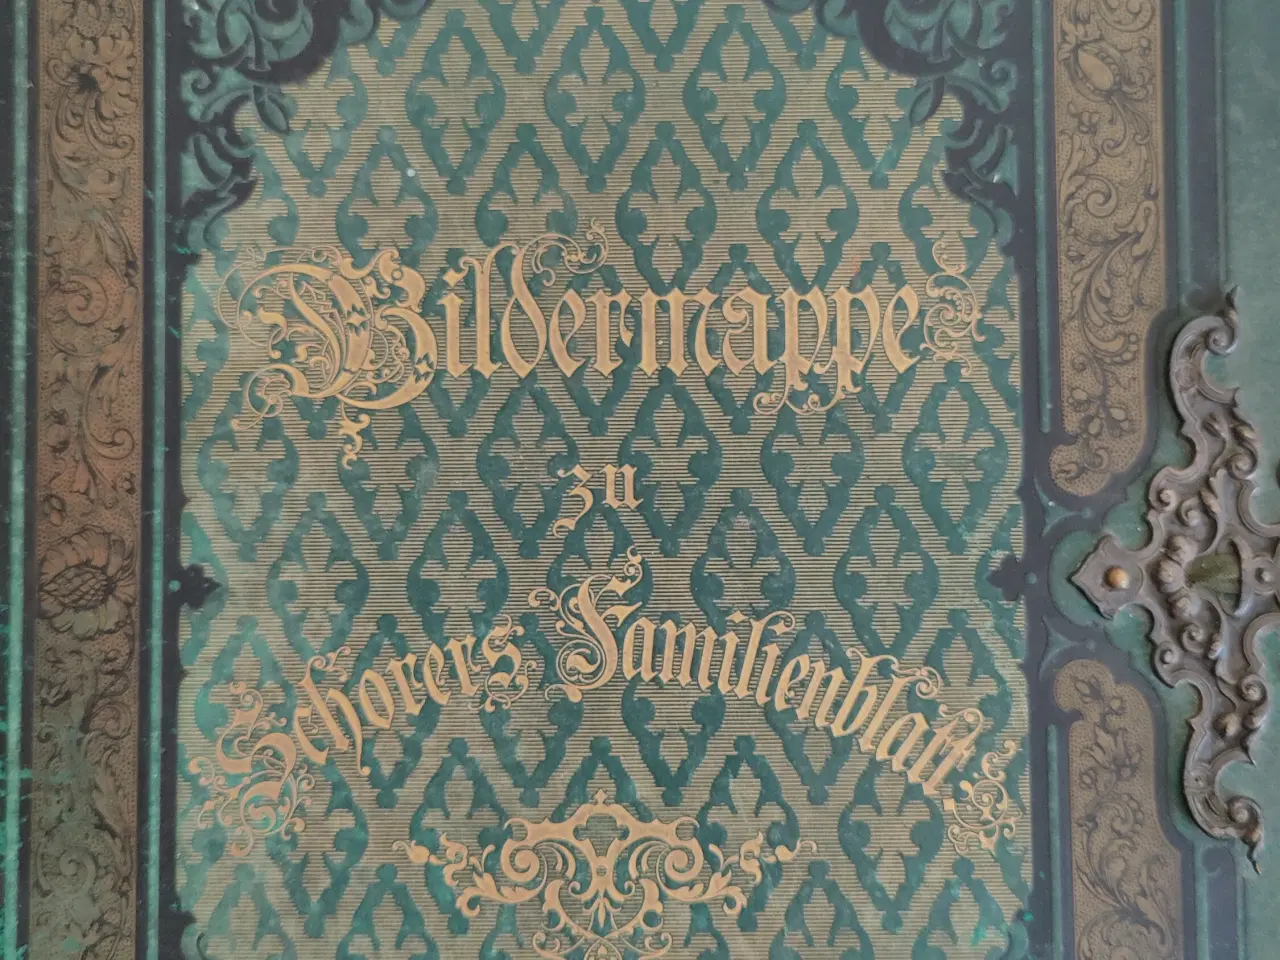 Bildermappe
zu
Schorers Familienblatt.